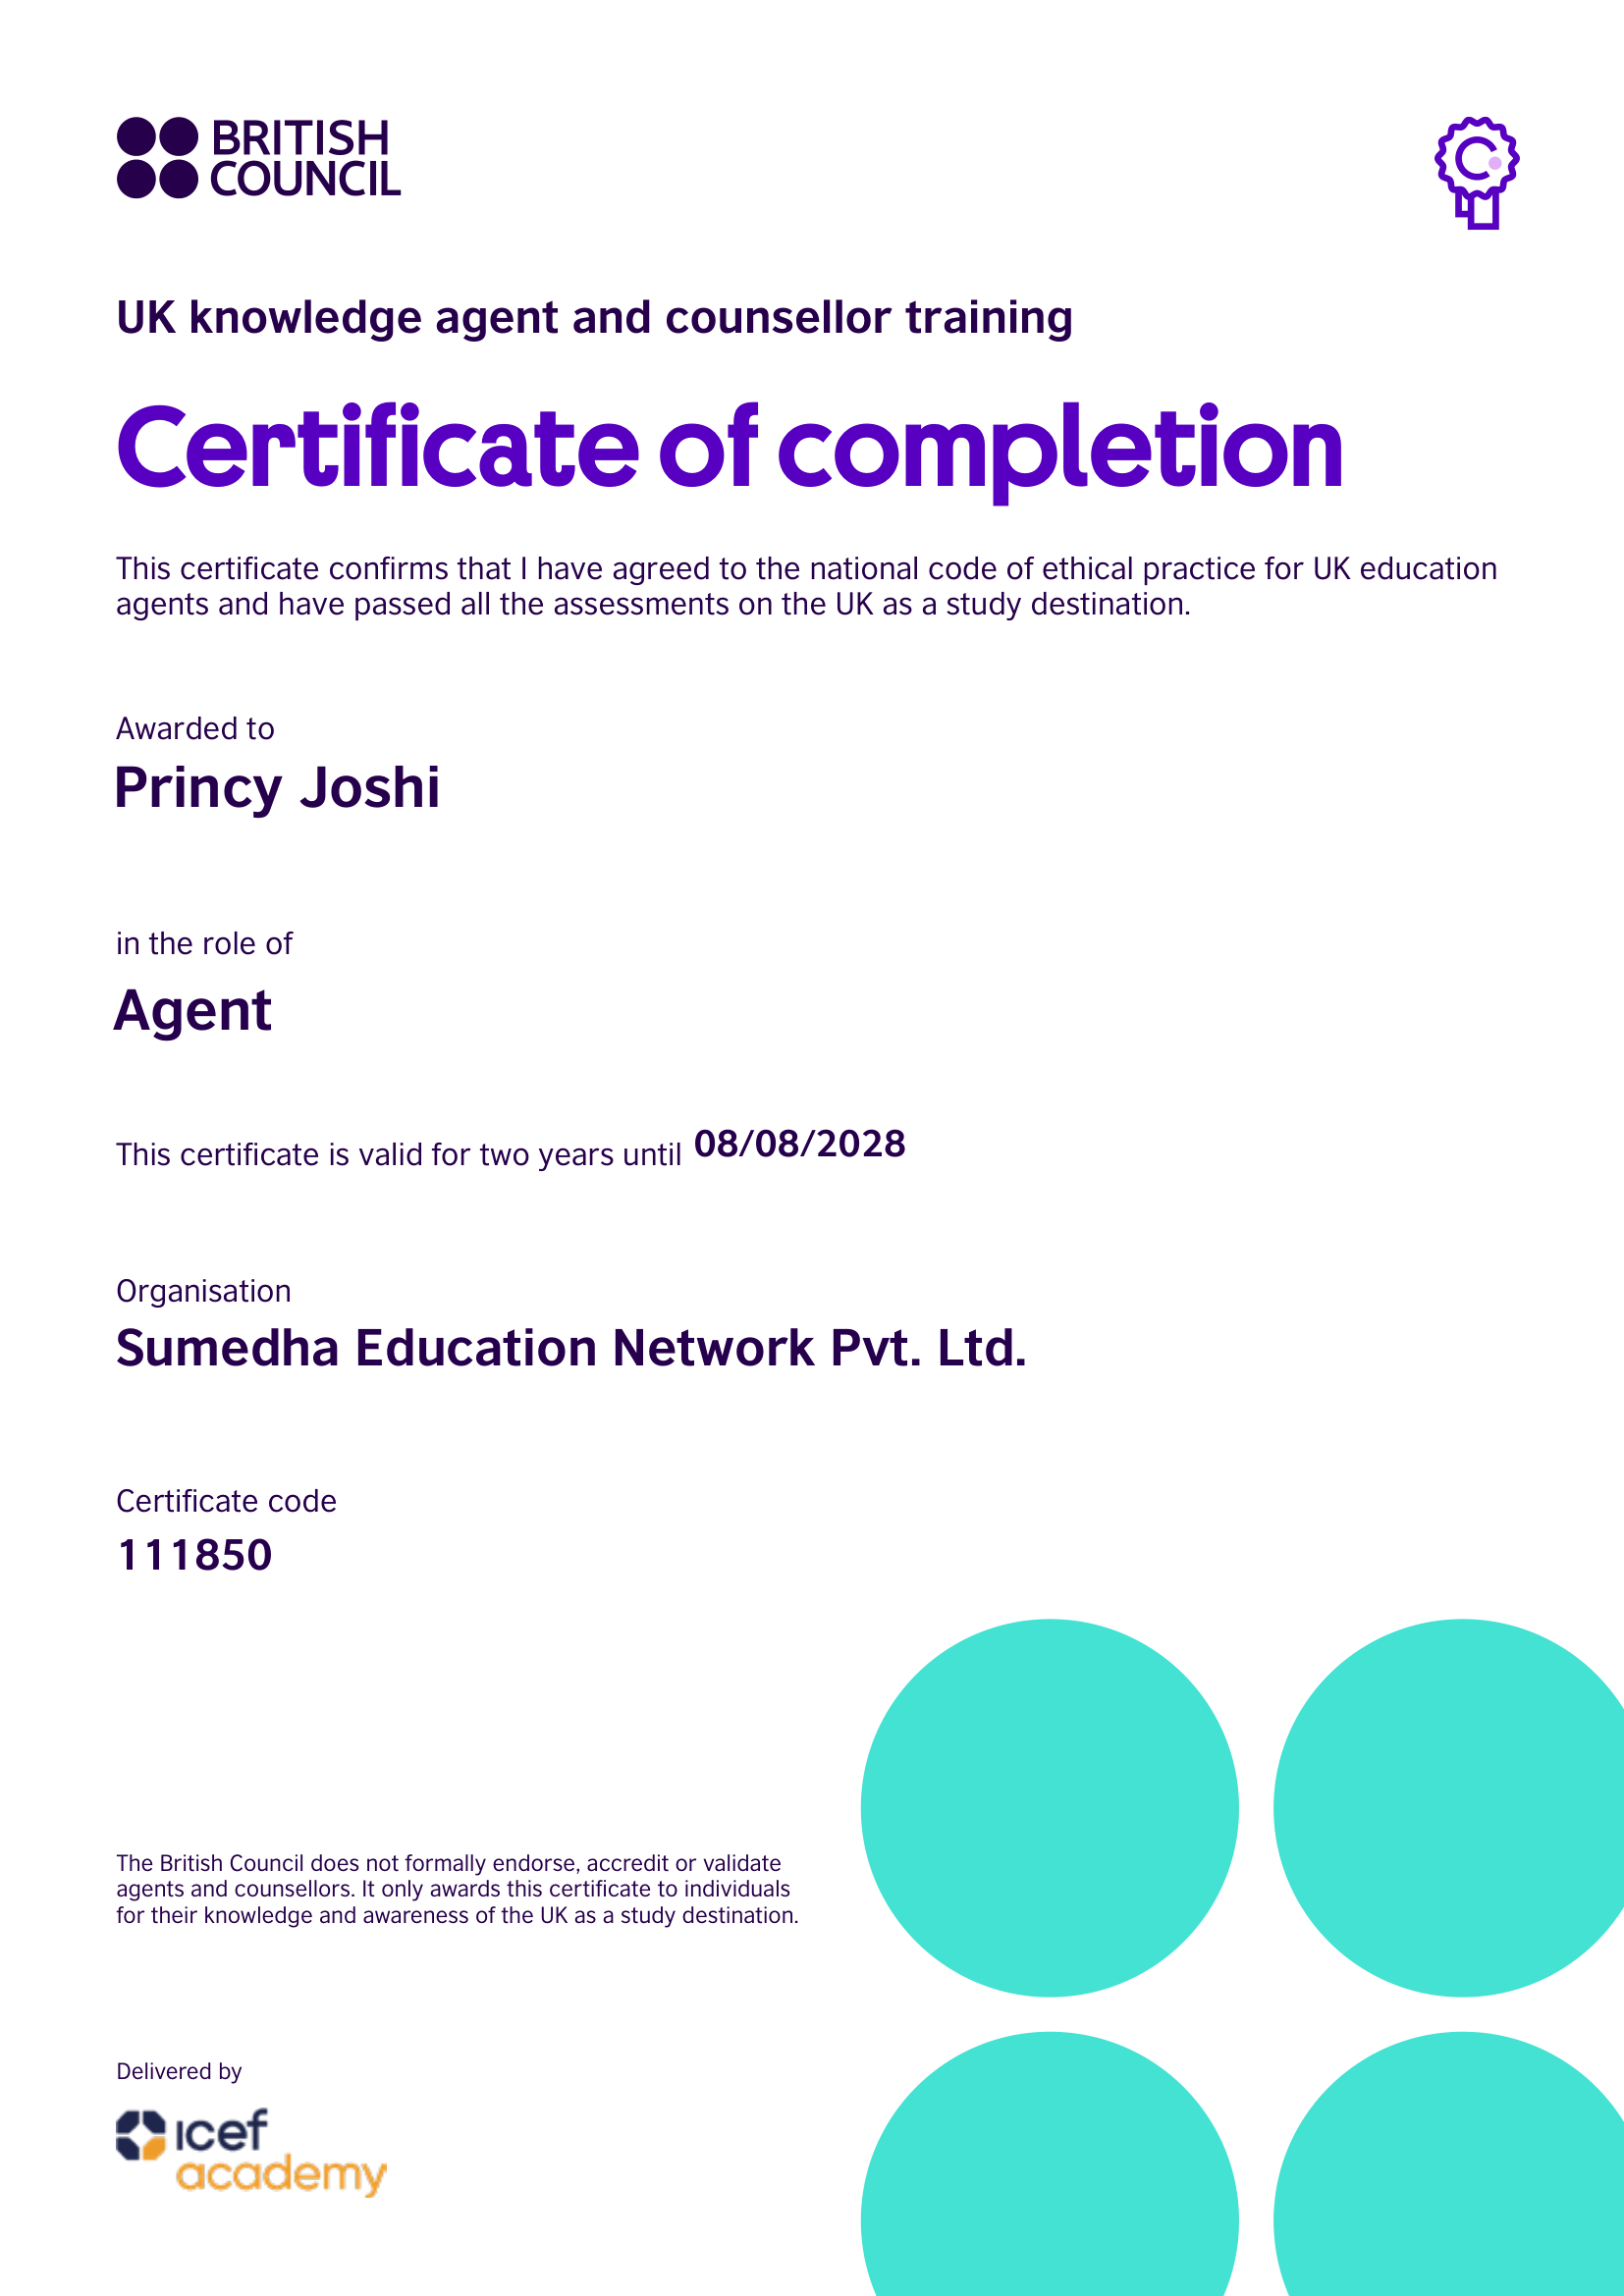 BRITISH
COUNCIL
UK knowledge agent and counsellor training
Certificate of completion
This certificate confirms that I have agreed to the national code of ethical practice for UK education
agents and have passed all the assessments on the UK as a study destination.
Awarded to
Princy Joshi
in the role of
Agent
This certificate is valid for two years until 08/08/2028
Organisation
Sumedha Education Network Pvt. Ltd.
Certificate code
111850
The British Council does not formally endorse, accredit or validate
agents and counsellors. It only awards this certificate to individuals
for their knowledge and awareness of the UK as a study destination.
Delivered by
icef
academy